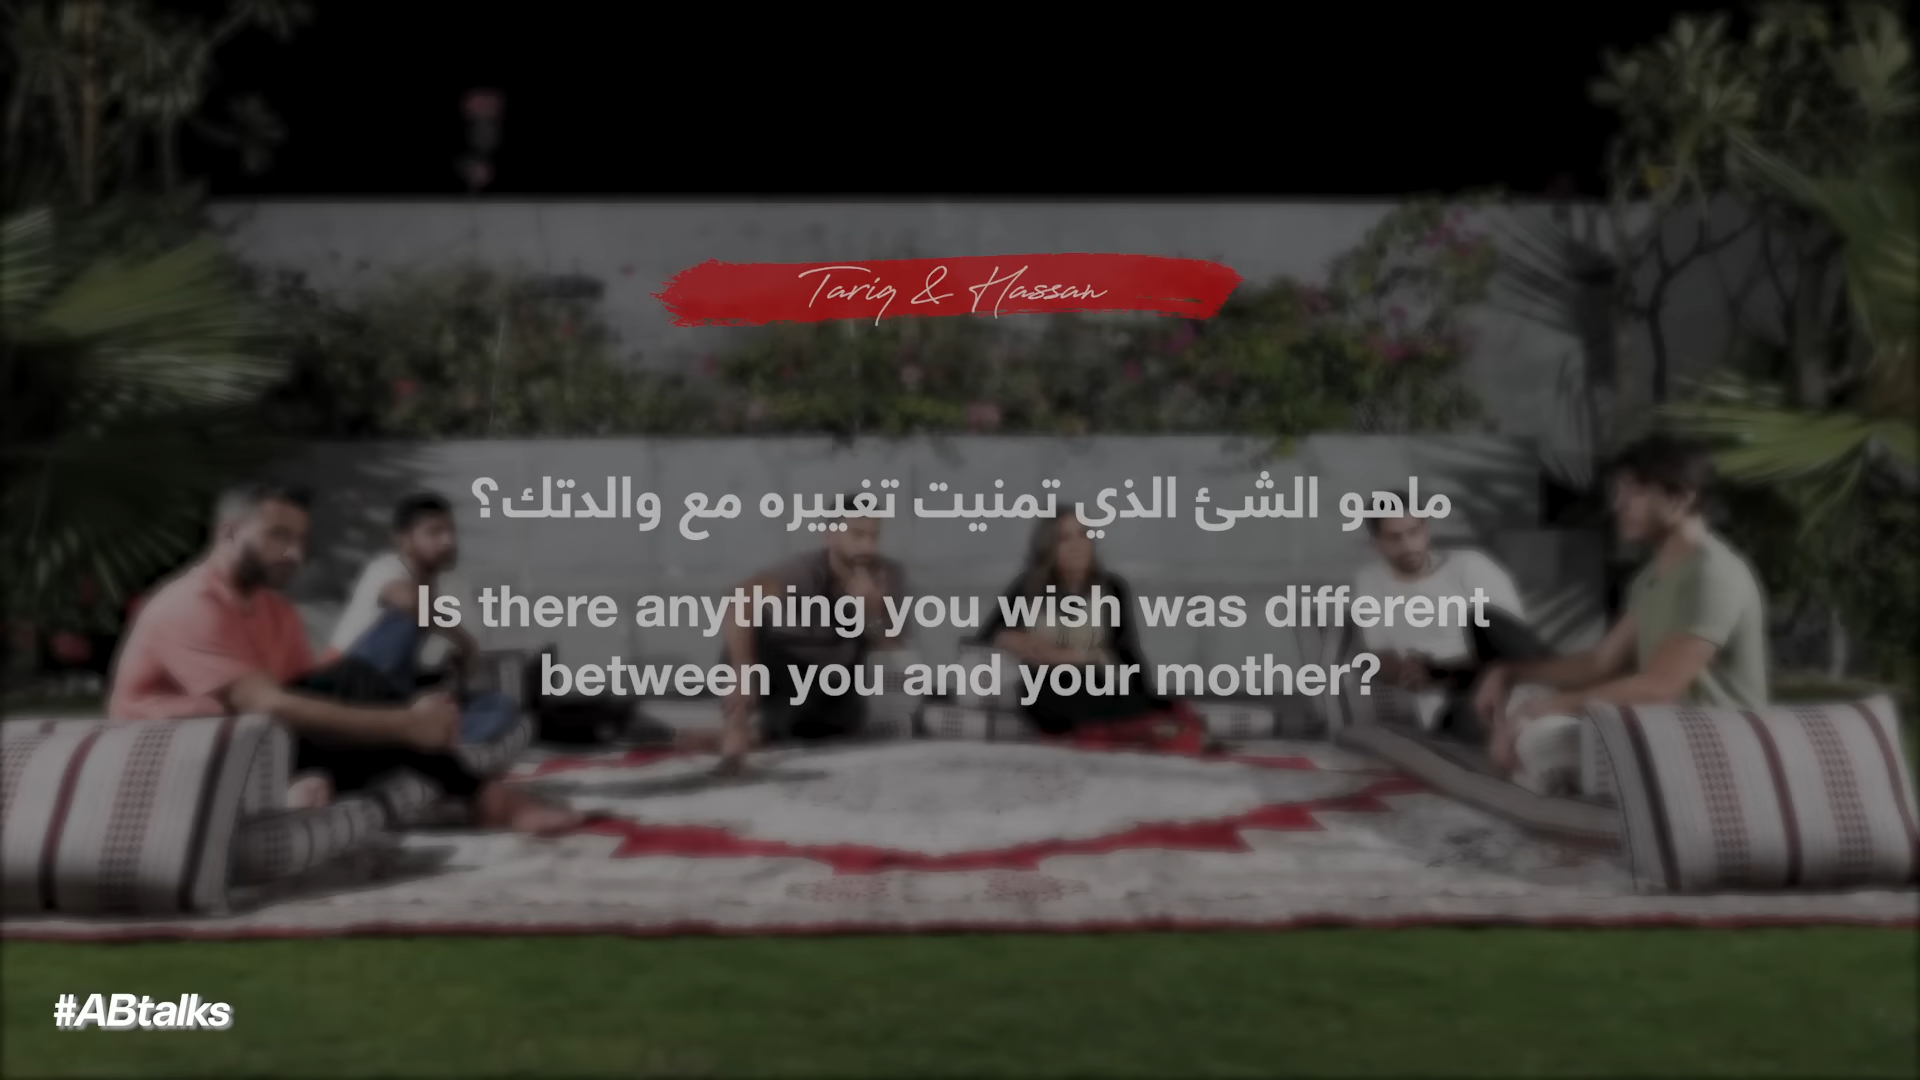 Tariq & Hassan
ماهو الشئ الذي تمنيت تغييره مع والدتك؟
Is there anything you wish was different
between you and your mother?
#ABtalks